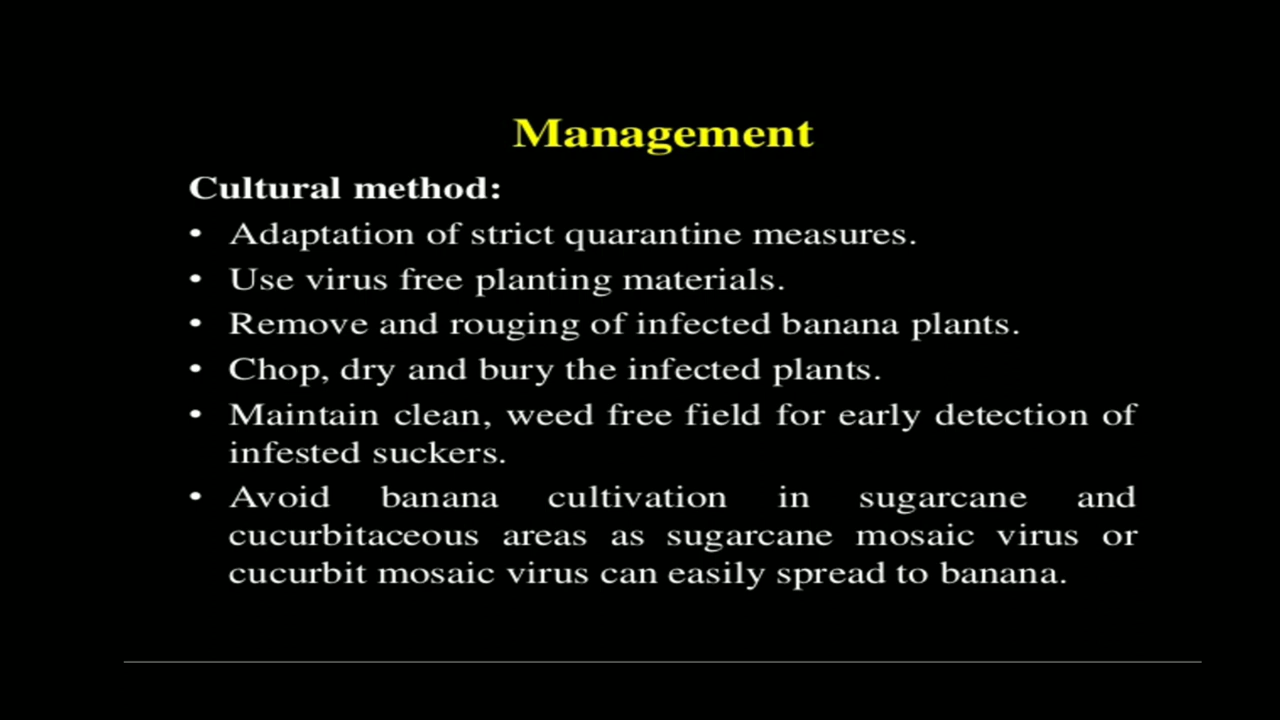 Management
Cultural method:
• Adaptation of strict quarantine measures.
• Use virus free planting materials.
• Remove and rouging of infected banana plants.
• Chop, dry and bury the infected plants.
• Maintain clean, weed free field for early detection of
infested suckers.
• Avoid banana cultivation in sugarcane and
cucurbitaceous areas as sugarcane mosaic virus or
cucurbit mosaic virus can easily spread to banana.